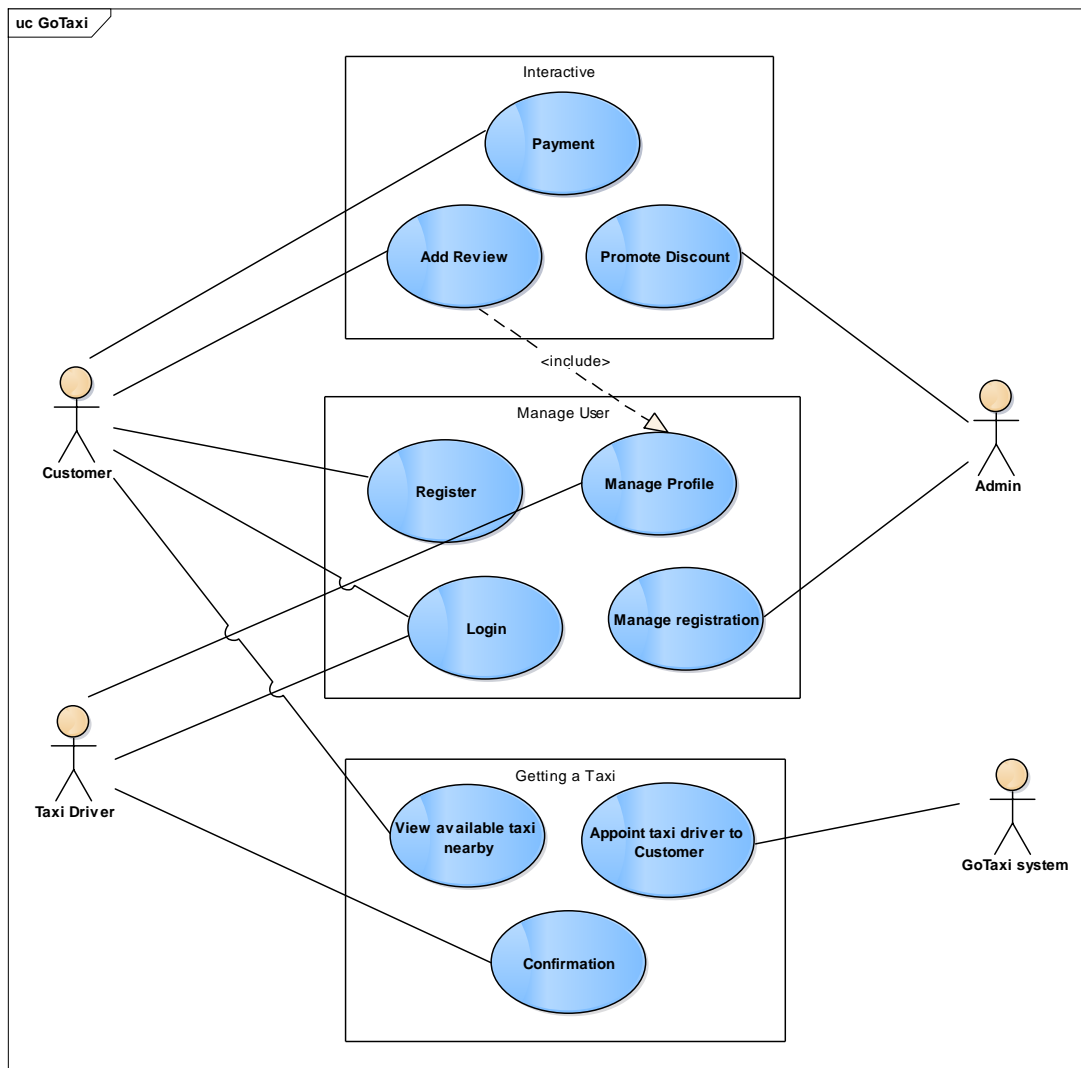 uc GoTaxi
Interactive
Payment
Add Review
Promote Discount
<include>
Customer
Admin
Manage User
Register
Manage Profile
Login
Manage registration
Taxi Driver
Getting a Taxi
View available taxi
nearby
Appoint taxi driver to
Customer
GoTaxi system
Confirmation